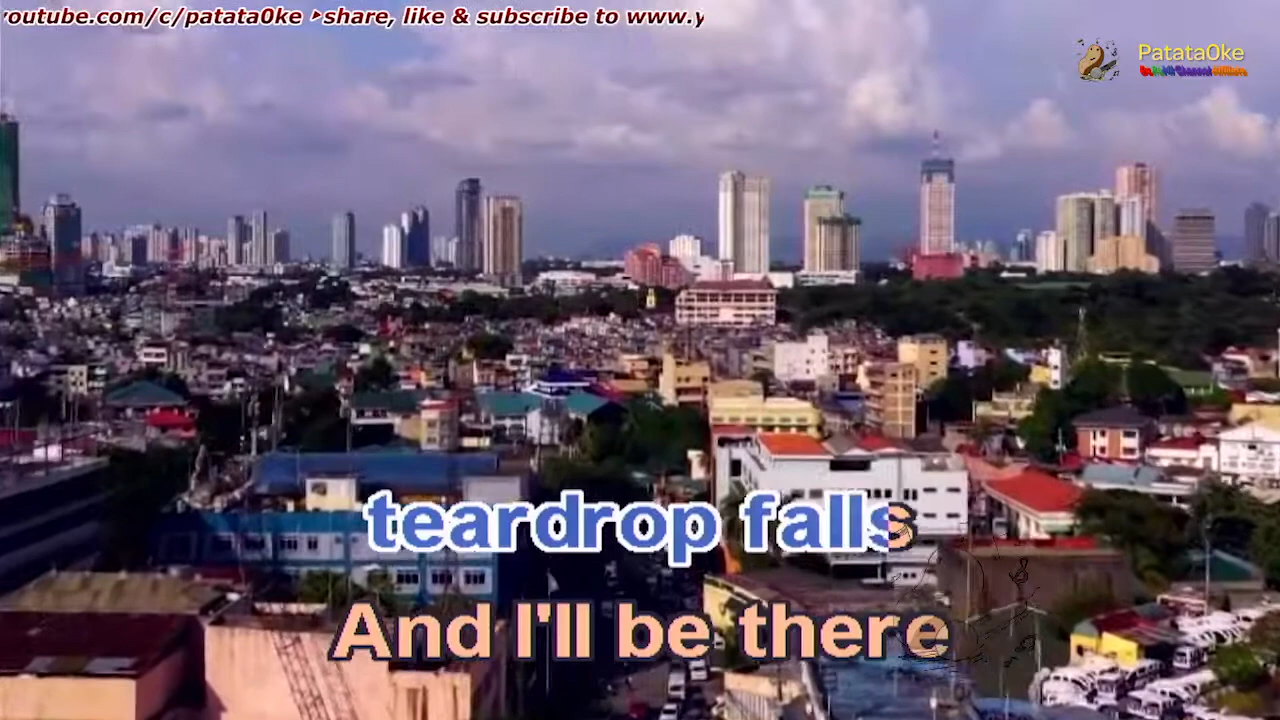 outube.com/c/patata0ke ‣share, like & subscribe to www.y
PatataOke
teardrop falls
And I'll be there